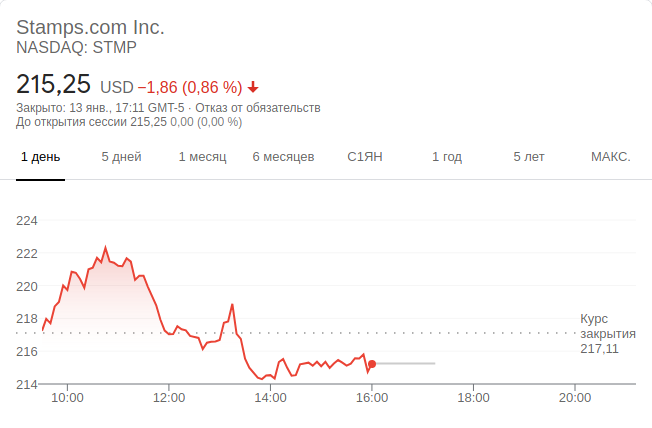 Stamps.com Inc.
NASDAQ: STMP
215,25 USD −1,86 (0,86 %)
Закрыто: 13 янв., 17:11 GMT-5 · Отказ от обязательств
До открытия сессии 215,25 0,00 (0,00 %)
1 день 5 дней 1 месяц 6 месяцев С1ЯН 1 год 5 лет МАКС.
224
222
220
218
216
214
Курс
закрытия
217,11
10:00 12:00 14:00 16:00 18:00 20:00